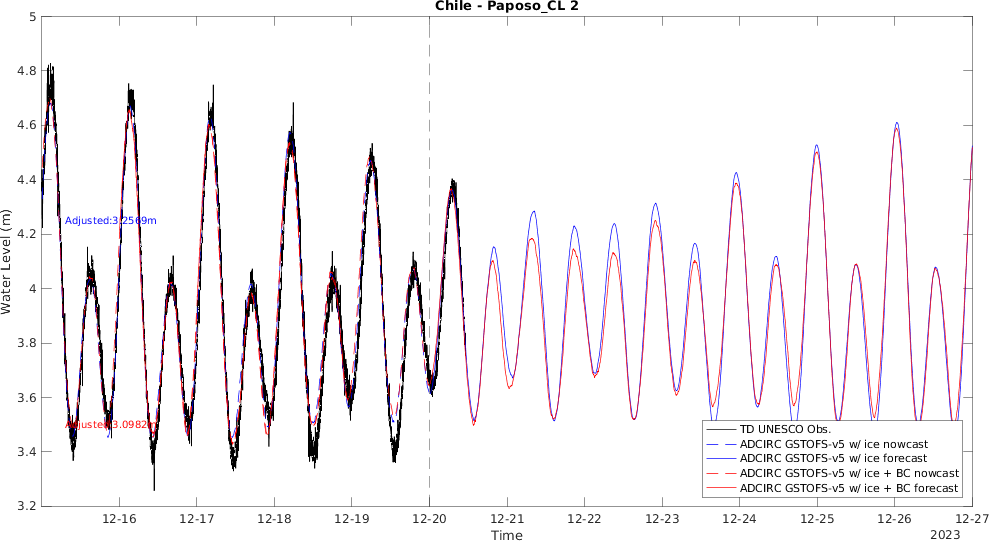 Chile - Paposo_CL 2
5
4.8
4.6
4.4
4.2
4
3.8
3.6
3.4
3.2
Water Level (m)
Adjusted:3.2569m
Adjusted:3.0982m
TD UNESCO Obs.
ADCIRC GSTOFS-v5 w/ ice nowcast
ADCIRC GSTOFS-v5 w/ ice forecast
ADCIRC GSTOFS-v5 w/ ice + BC nowcast
ADCIRC GSTOFS-v5 w/ ice + BC forecast
12-16 12-17 12-18 12-19 12-20 12-21 12-22 12-23 12-24 12-25 12-26 12-27
Time
2023